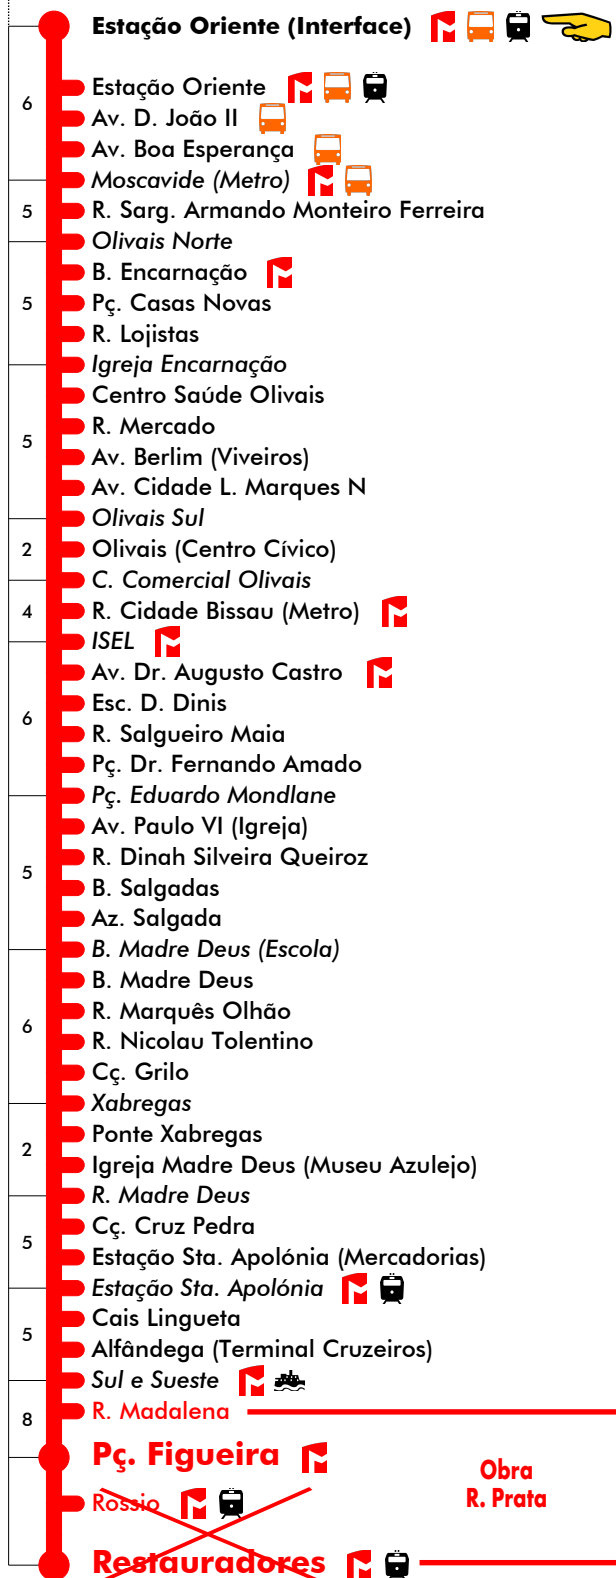 Estação Oriente (Interface)
6
Estação Oriente
Av. D. João II
Av. Boa Esperança
Moscavide (Metro)
5
R. Sarg. Armando Monteiro Ferreira
Olivais Norte
B. Encarnação
5
Pç. Casas Novas
R. Lojistas
Igreja Encarnação
Centro Saúde Olivais
R. Mercado
5
Av. Berlim (Viveiros)
Av. Cidade L. Marques N
Olivais Sul
2
Olivais (Centro Cívico)
C. Comercial Olivais
4
R. Cidade Bissau (Metro)
ISEL
Av. Dr. Augusto Castro
Esc. D. Dinis
6
R. Salgueiro Maia
Pç. Dr. Fernando Amado
Pç. Eduardo Mondlane
Av. Paulo VI (Igreja)
R. Dinah Silveira Queiroz
5
B. Salgadas
Az. Salgada
B. Madre Deus (Escola)
B. Madre Deus
R. Marquês Olhão
6
R. Nicolau Tolentino
Cç. Grilo
Xabregas
Ponte Xabregas
2
Igreja Madre Deus (Museu Azulejo)
R. Madre Deus
Cç. Cruz Pedra
5
Estação Sta. Apolónia (Mercadorias)
Estação Sta. Apolónia
Cais Lingueta
5
Alfândega (Terminal Cruzeiros)
Sul e Sueste
8
R. Madalena
Pç. Figueira
Obra
R. Prata
Rossio
Restauradores